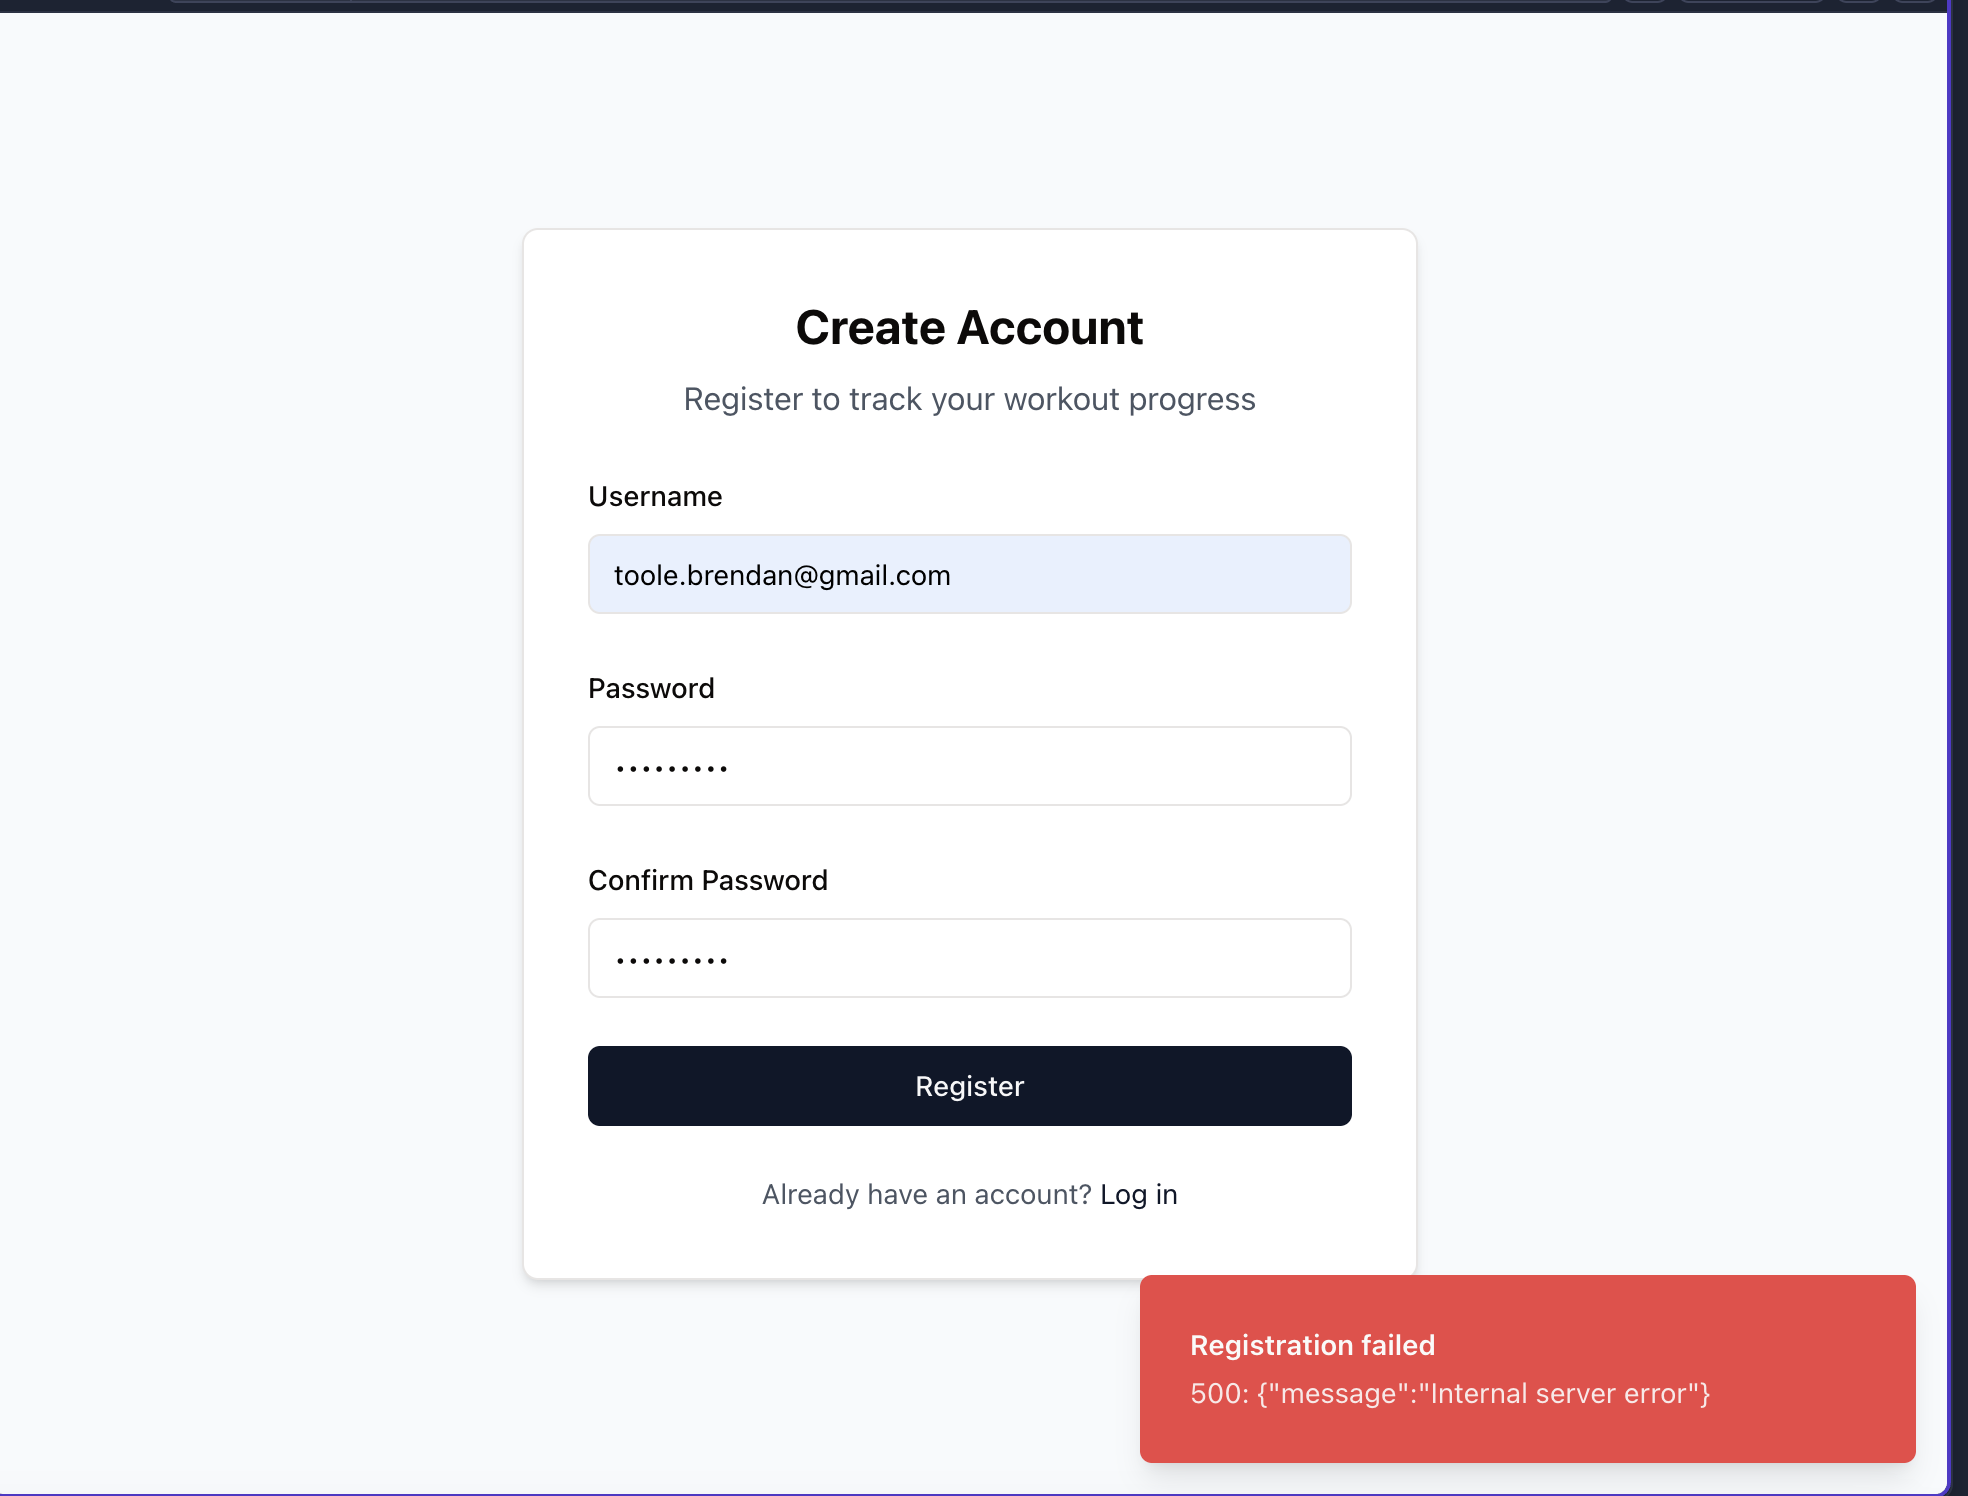 Create Account
Register to track your workout progress
Username
toole.brendan@gmail.com
Password
•••••••••
Confirm Password
•••••••••
Register
Already have an account? Log in
Registration failed
500: {"message":"Internal server error"}